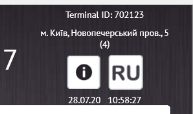 Terminal ID: 702123
м. Київ, Новопечерський пров., 5
(4)
7
i RU
28.07.20 10:58:27